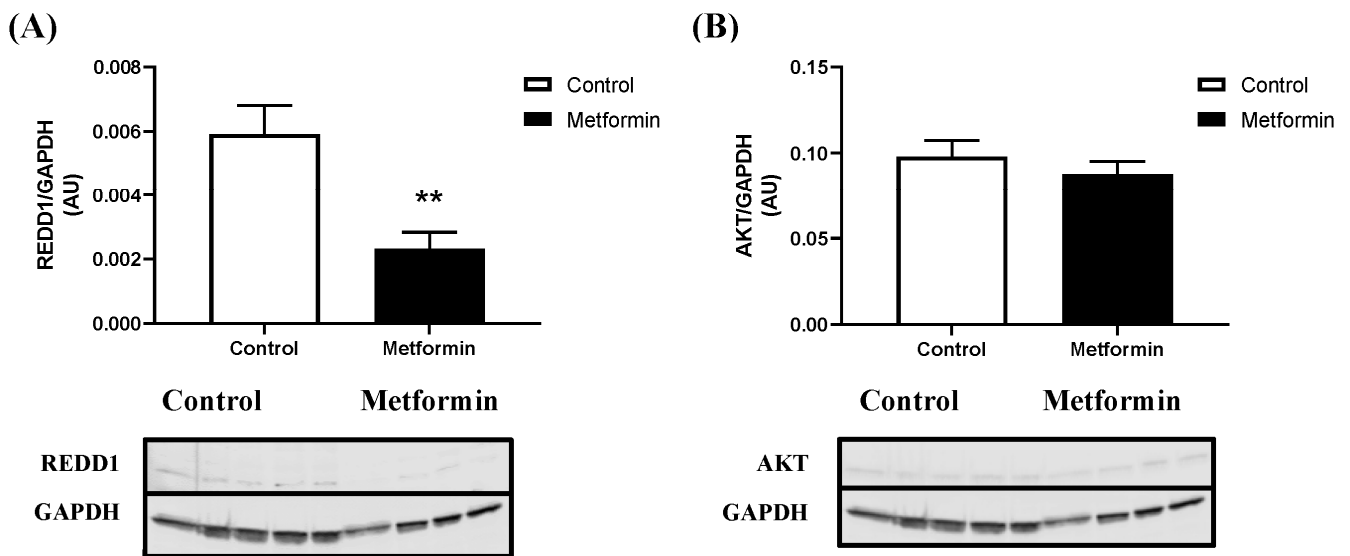 (A)
0.008
0.006
0.004
0.002
0.000
REDD1/GAPDH
(AU)
**
Control
Metformin
Control
Metformin
Control
Metformin
REDD1
GAPDH
(B)
0.15
0.10
0.05
0.00
AKT/GAPDH
(AU)
Control
Metformin
Control
Metformin
Control
Metformin
AKT
GAPDH